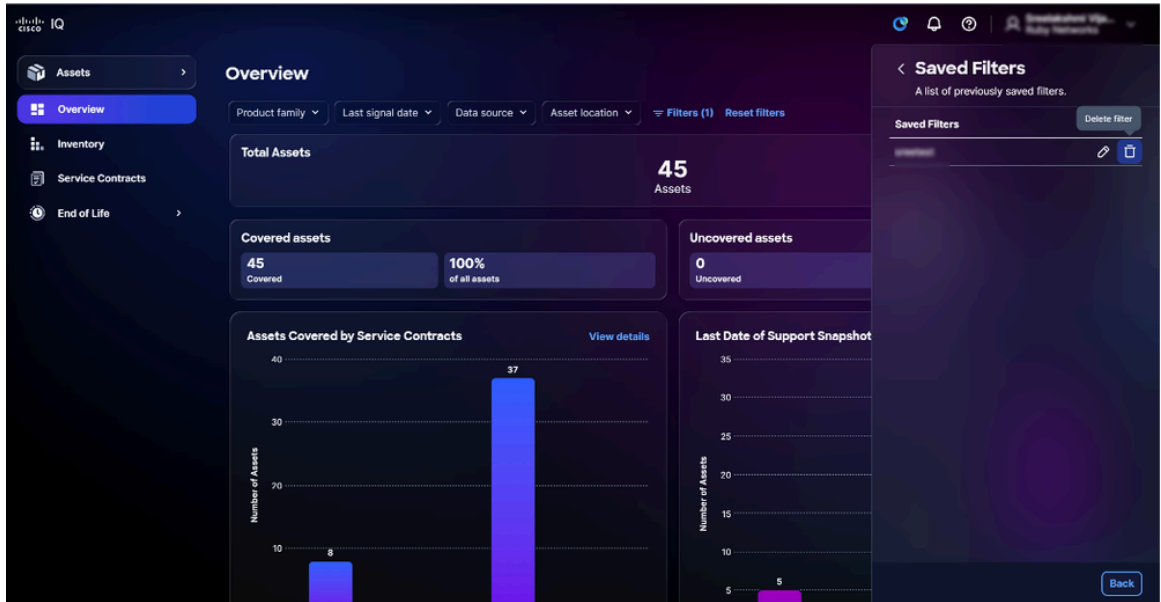 cisco IQ
Assets
Overview
Inventory
Service Contracts
End of Life
Overview
Product family Last signal date Data source Asset location Filters (1) Reset filters
Total Assets
45
Assets
Covered assets
45
Covered
100%
of all assets
Uncovered assets
0
Uncovered
Assets Covered by Service Contracts
View details
40
30
20
10
Number of Assets
8
37
Last Date of Support Snapshot
35
30
25
20
15
10
5
Number of Assets
5
Saved Filters
A list of previously saved filters.
Saved Filters
Delete filter
Back